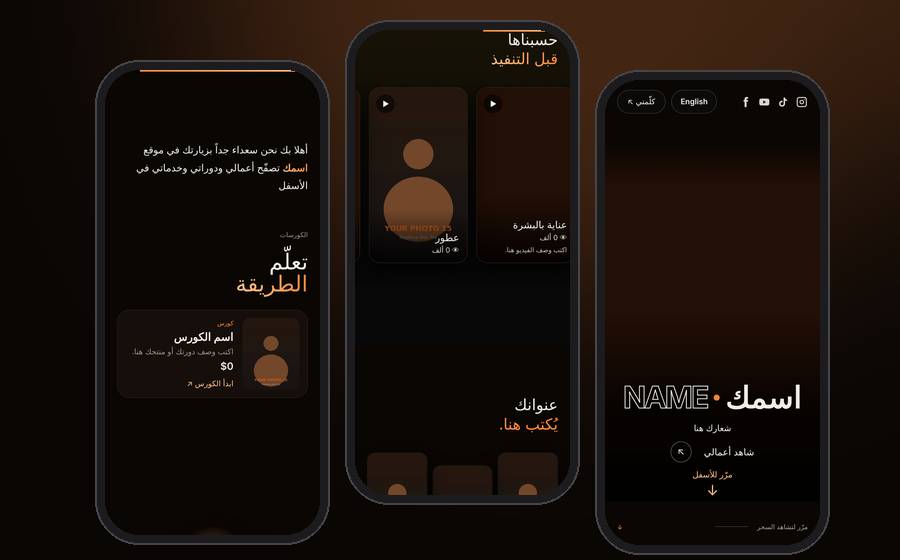 كلّمني
English
اسمك • NAME
شعارك هنا
شاهد أعمالي
مرّر للأسفل
مرّر لتشاهد السحر
حسبناها
قبل التنفيذ
عناية بالبشرة
0 ألف
اكتب وصف الفيديو هنا.
YOUR PHOTO 15
عطور
0 ألف
عنوانك
يُكتب هنا.
أهلا بك نحن سعداء جداً بزيارتك في موقع
اسمك تصفّح أعمالي ودوراتي وخدماتي في
الأسفل
الكورسات
تعلّم
الطريقة
كورس
اسم الكورس
اكتب وصف دورتك أو منتجك هنا.
$0
ابدأ الكورس